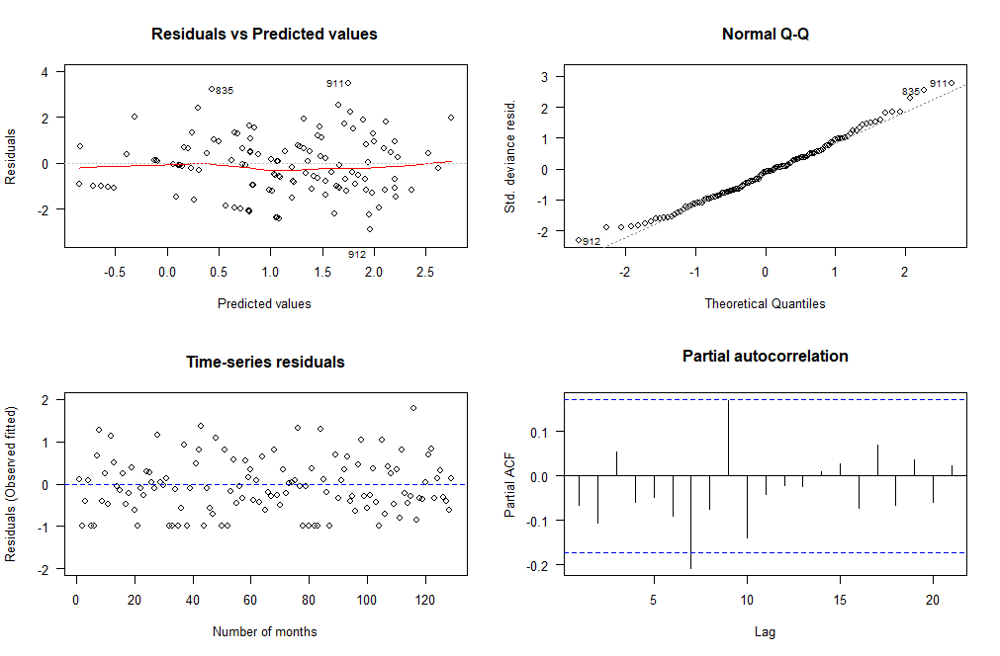 Residuals vs Predicted values
Residuals
4
2
0
-2
835
911
912
-0.5 0.0 0.5 1.0 1.5 2.0 2.5
Predicted values
Normal Q-Q
Std. deviance resid.
3
2
1
0
-1
-2
835
911
912
-2 -1 0 1 2
Theoretical Quantiles
Time-series residuals
Residuals (Observed fitted)
2
1
0
-1
-2
0 20 40 60 80 100 120
Number of months
Partial autocorrelation
Partial ACF
0.1
0.0
-0.1
-0.2
5 10 15 20
Lag